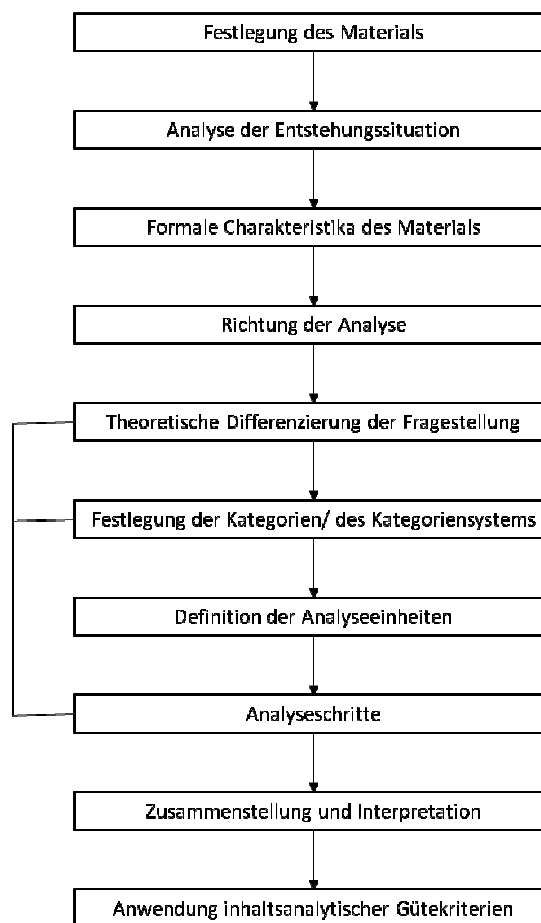 Festlegung des Materials
Analyse der Entstehungssituation
Formale Charakteristika des Materials
Richtung der Analyse
Theoretische Differenzierung der Fragestellung
Festlegung der Kategorien/ des Kategoriensystems
Definition der Analyseeinheiten
Analyseschritte
Zusammenstellung und Interpretation
Anwendung inhaltsanalytischer Gütekriterien